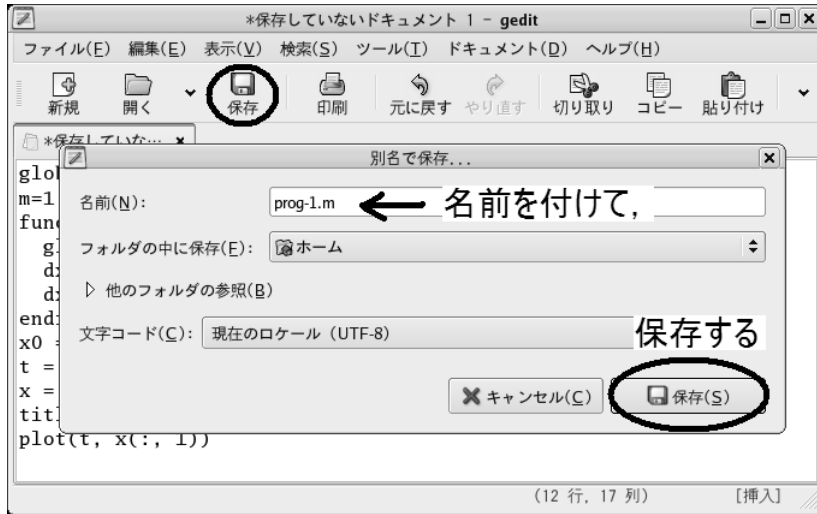 *保存していないドキュメント 1 - gedit
ファイル(F) 編集(E) 表示(V) 検索(S) ツール(T) ドキュメント(D) ヘルプ(H)
新規 開く 保存 印刷 元に戻す やり直す 切り取り コピー 貼り付け
*保存していな… ×
別名で保存...
名前(N): prog-1.m ← 名前を付けて,
フォルダの中に保存(F): ホーム
▷ 他のフォルダの参照(B)
文字コード(C): 現在のロケール (UTF-8)
保存する
キャンセル(C) 保存(S)
m=1
x0
t =
x =
plot(t, x(:, 1))
(12 行, 17 列) [挿入]